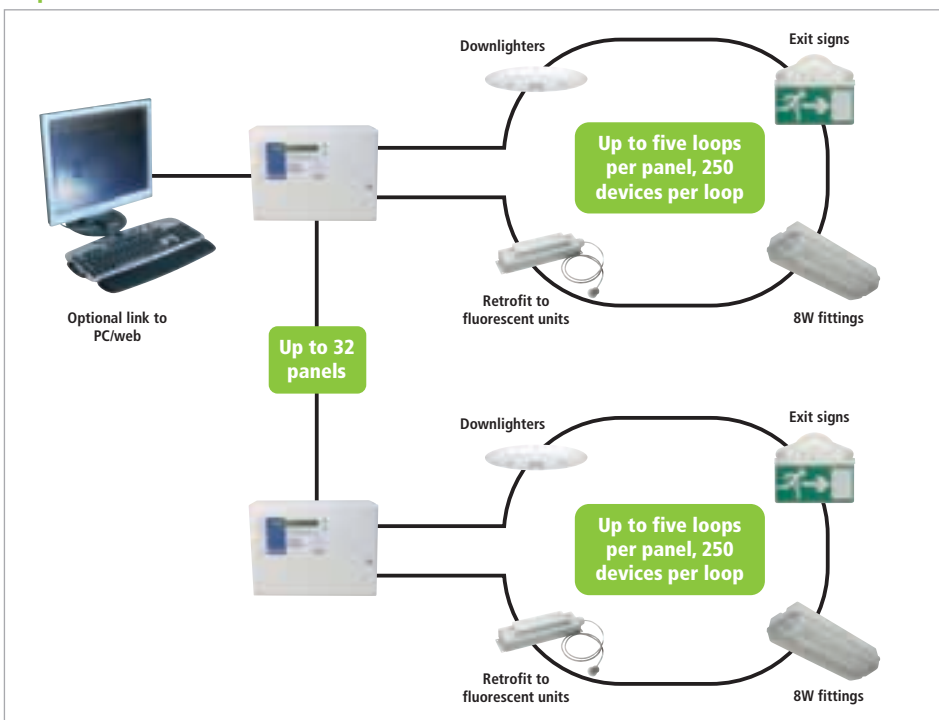 Downlighters
Exit signs
Up to five loops
per panel, 250
devices per loop
Retrofit to
fluorescent units
8W fittings
Optional link to
PC/web
Up to 32
panels
Downlighters
Exit signs
Up to five loops
per panel, 250
devices per loop
Retrofit to
fluorescent units
8W fittings